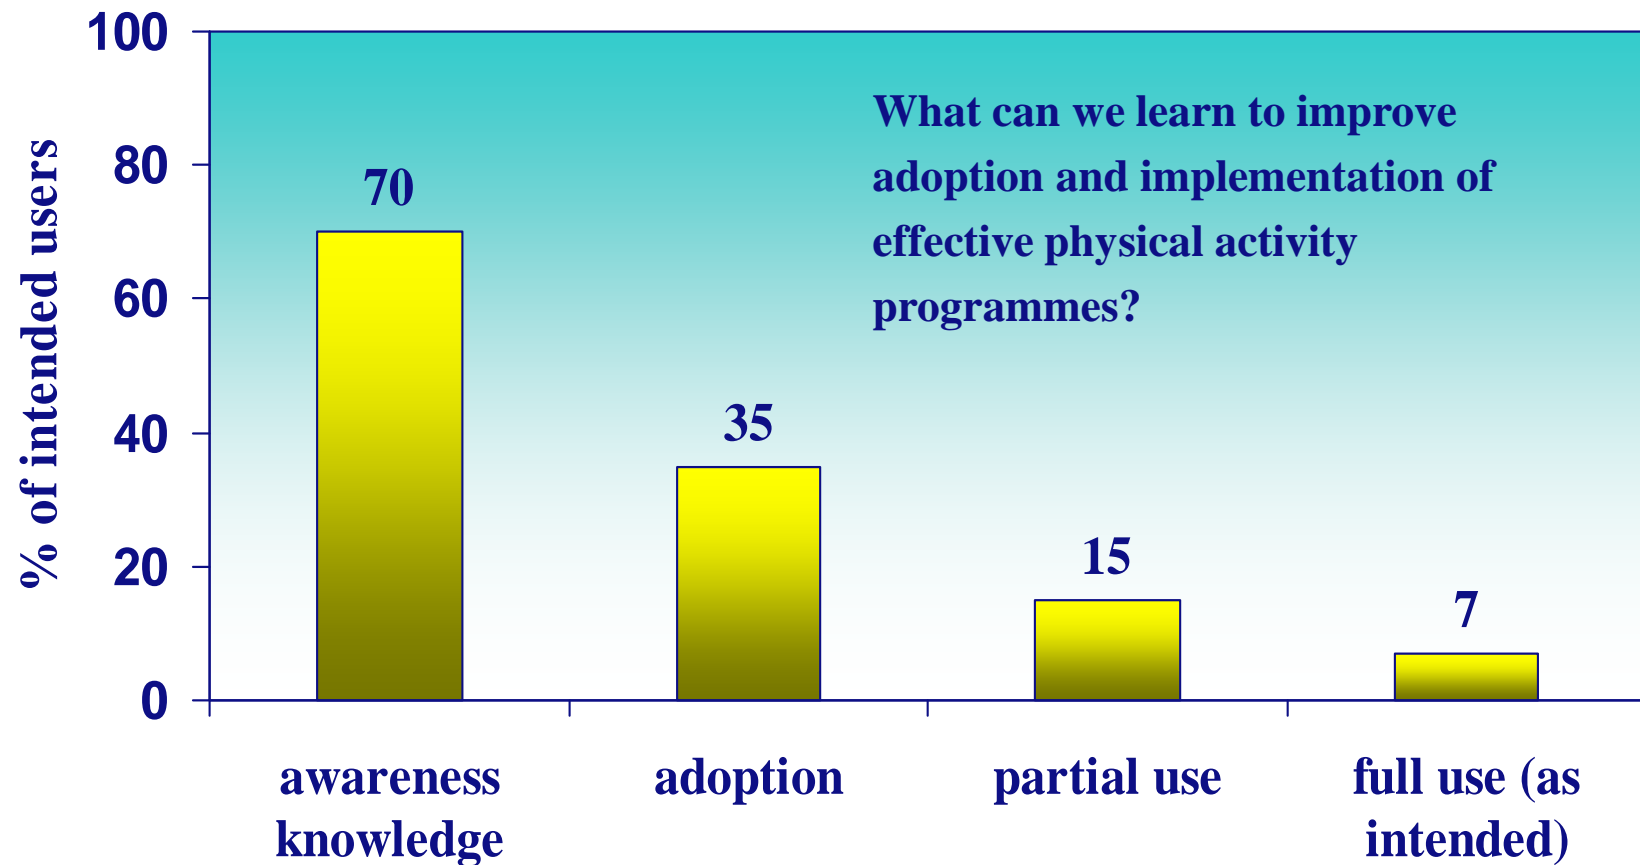 100
What can we learn to improve
adoption and implementation of
effective physical activity
programmes?
80
70
60
40
35
20
15
7
0
% of intended users
awareness
knowledge
adoption
partial use
full use (as
intended)